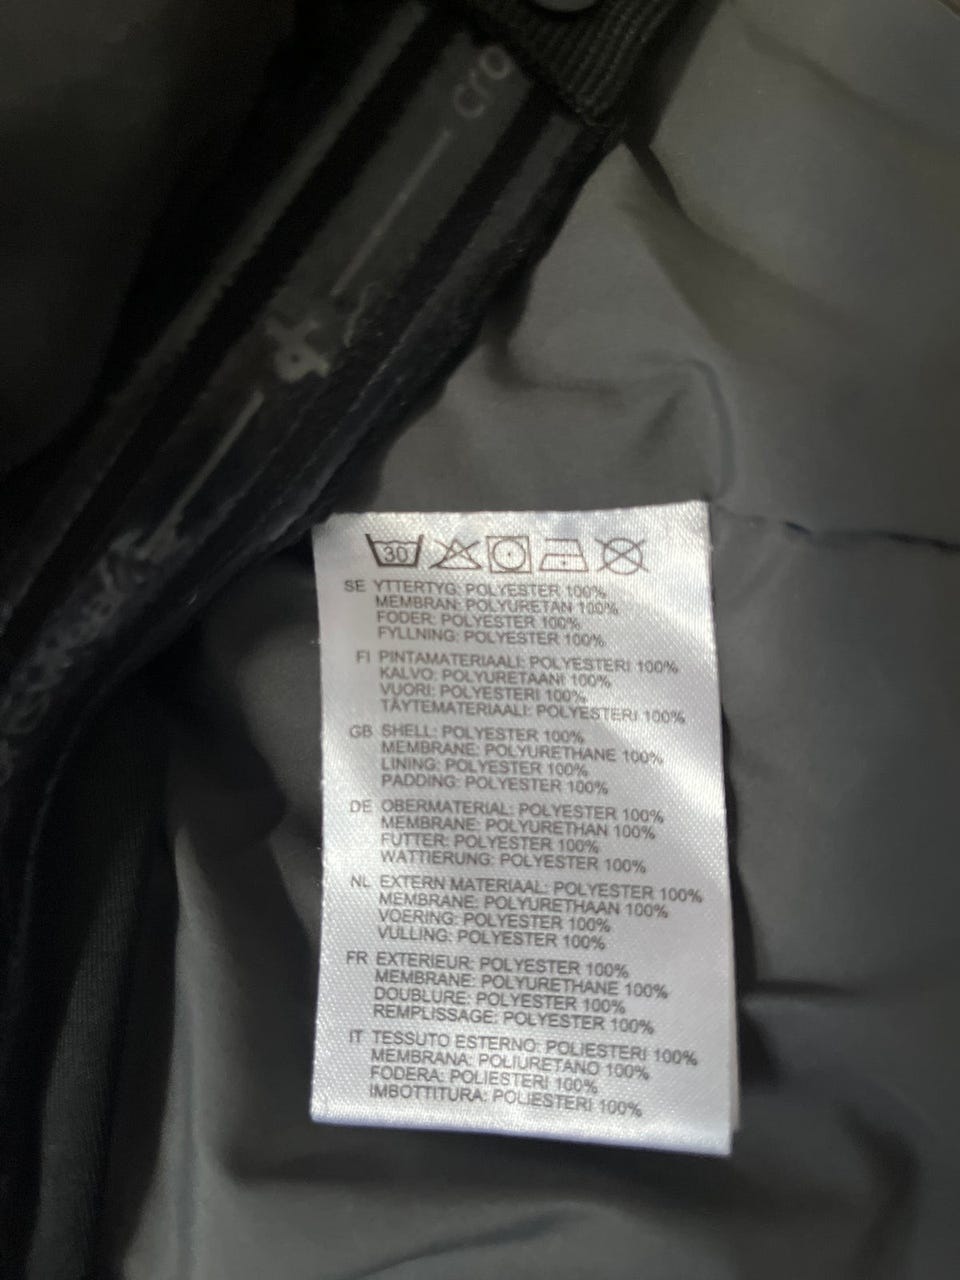 cro
30
SE YTTERTYG: POLYESTER 100%
MEMBRAN: POLYURETAN 100%
FODER: POLYESTER 100%
FYLLNING: POLYESTER 100%
FI PINTAMATERIAALI: POLYESTERI 100%
KALVO: POLYURETAANI 100%
VUORI: POLYESTERI 100%
TÄYTEMATERIAALI: POLYESTERI 100%
GB SHELL: POLYESTER 100%
MEMBRANE: POLYURETHANE 100%
LINING: POLYESTER 100%
PADDING: POLYESTER 100%
DE OBERMATERIAL: POLYESTER 100%
MEMBRANE: POLYURETHAN 100%
FUTTER: POLYESTER 100%
WATTIERUNG: POLYESTER 100%
NL EXTERN MATERIAAL: POLYESTER 100%
MEMBRANE: POLYURETHAAN 100%
VOERING: POLYESTER 100%
VULLING: POLYESTER 100%
FR EXTERIEUR: POLYESTER 100%
MEMBRANE: POLYURETHANE 100%
DOUBLURE: POLYESTER 100%
REMPLISSAGE: POLYESTER 100%
IT TESSUTO ESTERNO: POLIESTERI 100%
MEMBRANA: POLIURETANO 100%
FODERA: POLIESTERI 100%
IMBOTTITURA: POLIESTERI 100%